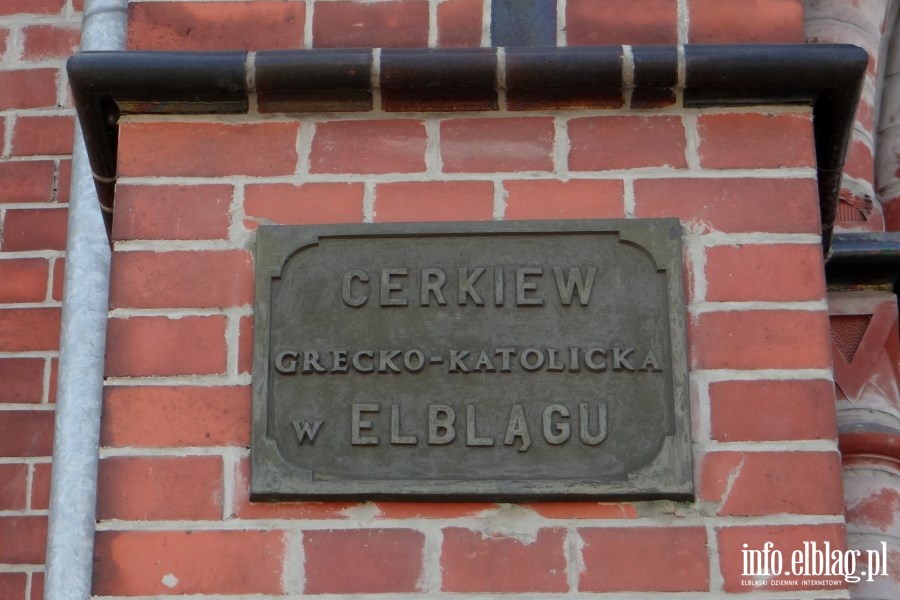 CERKIEW
GRECKO-KATOLICKA
W ELBLĄGU
info.elblag.pl
ELBLĄSKI DZIENNIK INTERNETOWY